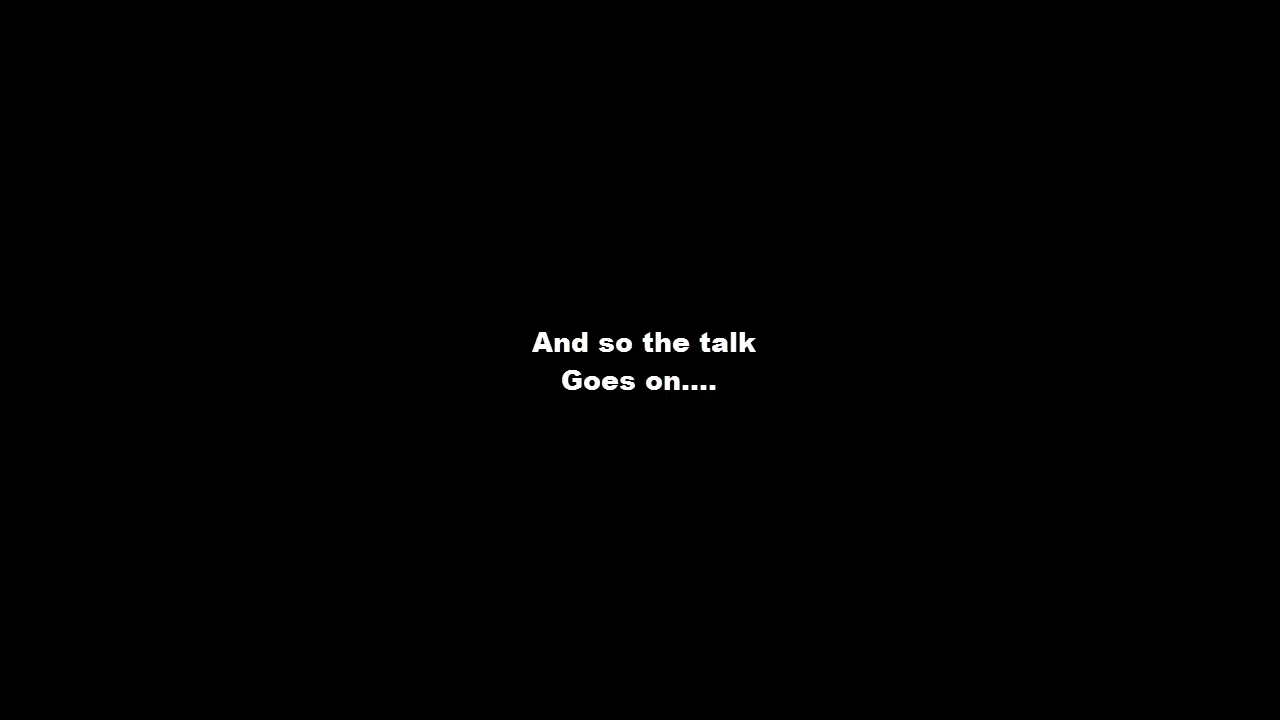 And so the talk
Goes on....